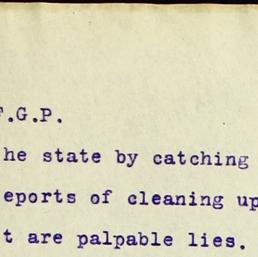 F.G.P.
he state by catching
eports of cleaning up
t are palpable lies.